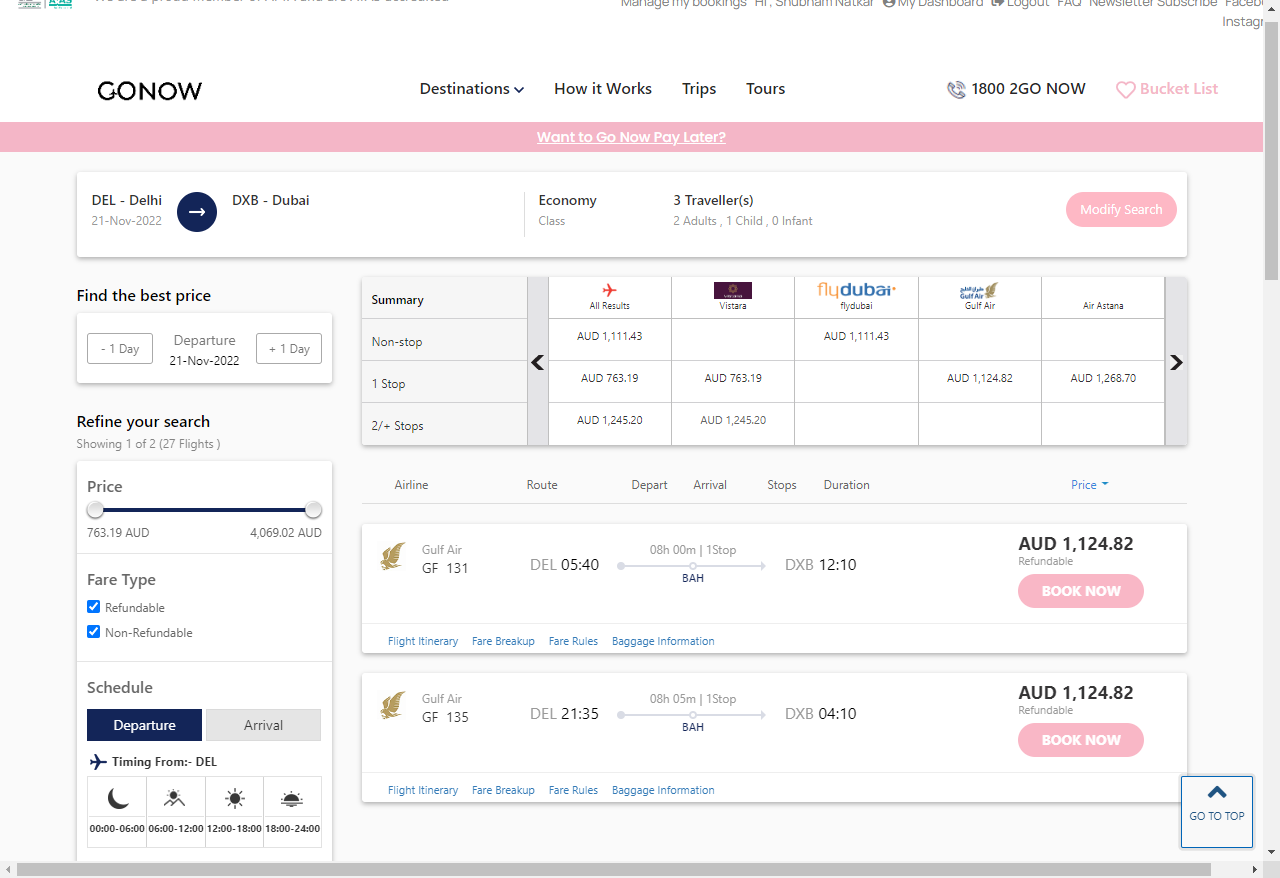 Manage my bookings Hi , Shubham Natkar My Dashboard Logout FAQ Newsletter Subscribe
GONOW
Destinations
How it Works
Trips
Tours
1800 2GO NOW
Bucket List
Want to Go Now Pay Later?
DEL - Delhi
21-Nov-2022
DXB - Dubai
Economy
Class
3 Traveller(s)
2 Adults , 1 Child , 0 Infant
Modify Search
Find the best price
- 1 Day
Departure
21-Nov-2022
+ 1 Day
Refine your search
Showing 1 of 2 (27 Flights )
Price
763.19 AUD
4,069.02 AUD
Fare Type
Refundable
Non-Refundable
Schedule
Departure
Arrival
Timing From:- DEL
00:00-06:00
06:00-12:00
12:00-18:00
18:00-24:00
Summary
All Results
Vistara
flydubai
flydubai
Gulf Air
Gulf Air
Air Astana
Non-stop
AUD 1,111.43
AUD 1,111.43
1 Stop
AUD 763.19
AUD 763.19
AUD 1,124.82
AUD 1,268.70
2/+ Stops
AUD 1,245.20
AUD 1,245.20
Airline
Route
Depart
Arrival
Stops
Duration
Price
Gulf Air
GF 131
DEL 05:40
08h 00m | 1Stop
BAH
DXB 12:10
AUD 1,124.82
Refundable
BOOK NOW
Flight Itinerary
Fare Breakup
Fare Rules
Baggage Information
Gulf Air
GF 135
DEL 21:35
08h 05m | 1Stop
BAH
DXB 04:10
AUD 1,124.82
Refundable
BOOK NOW
Flight Itinerary
Fare Breakup
Fare Rules
Baggage Information
GO TO TOP